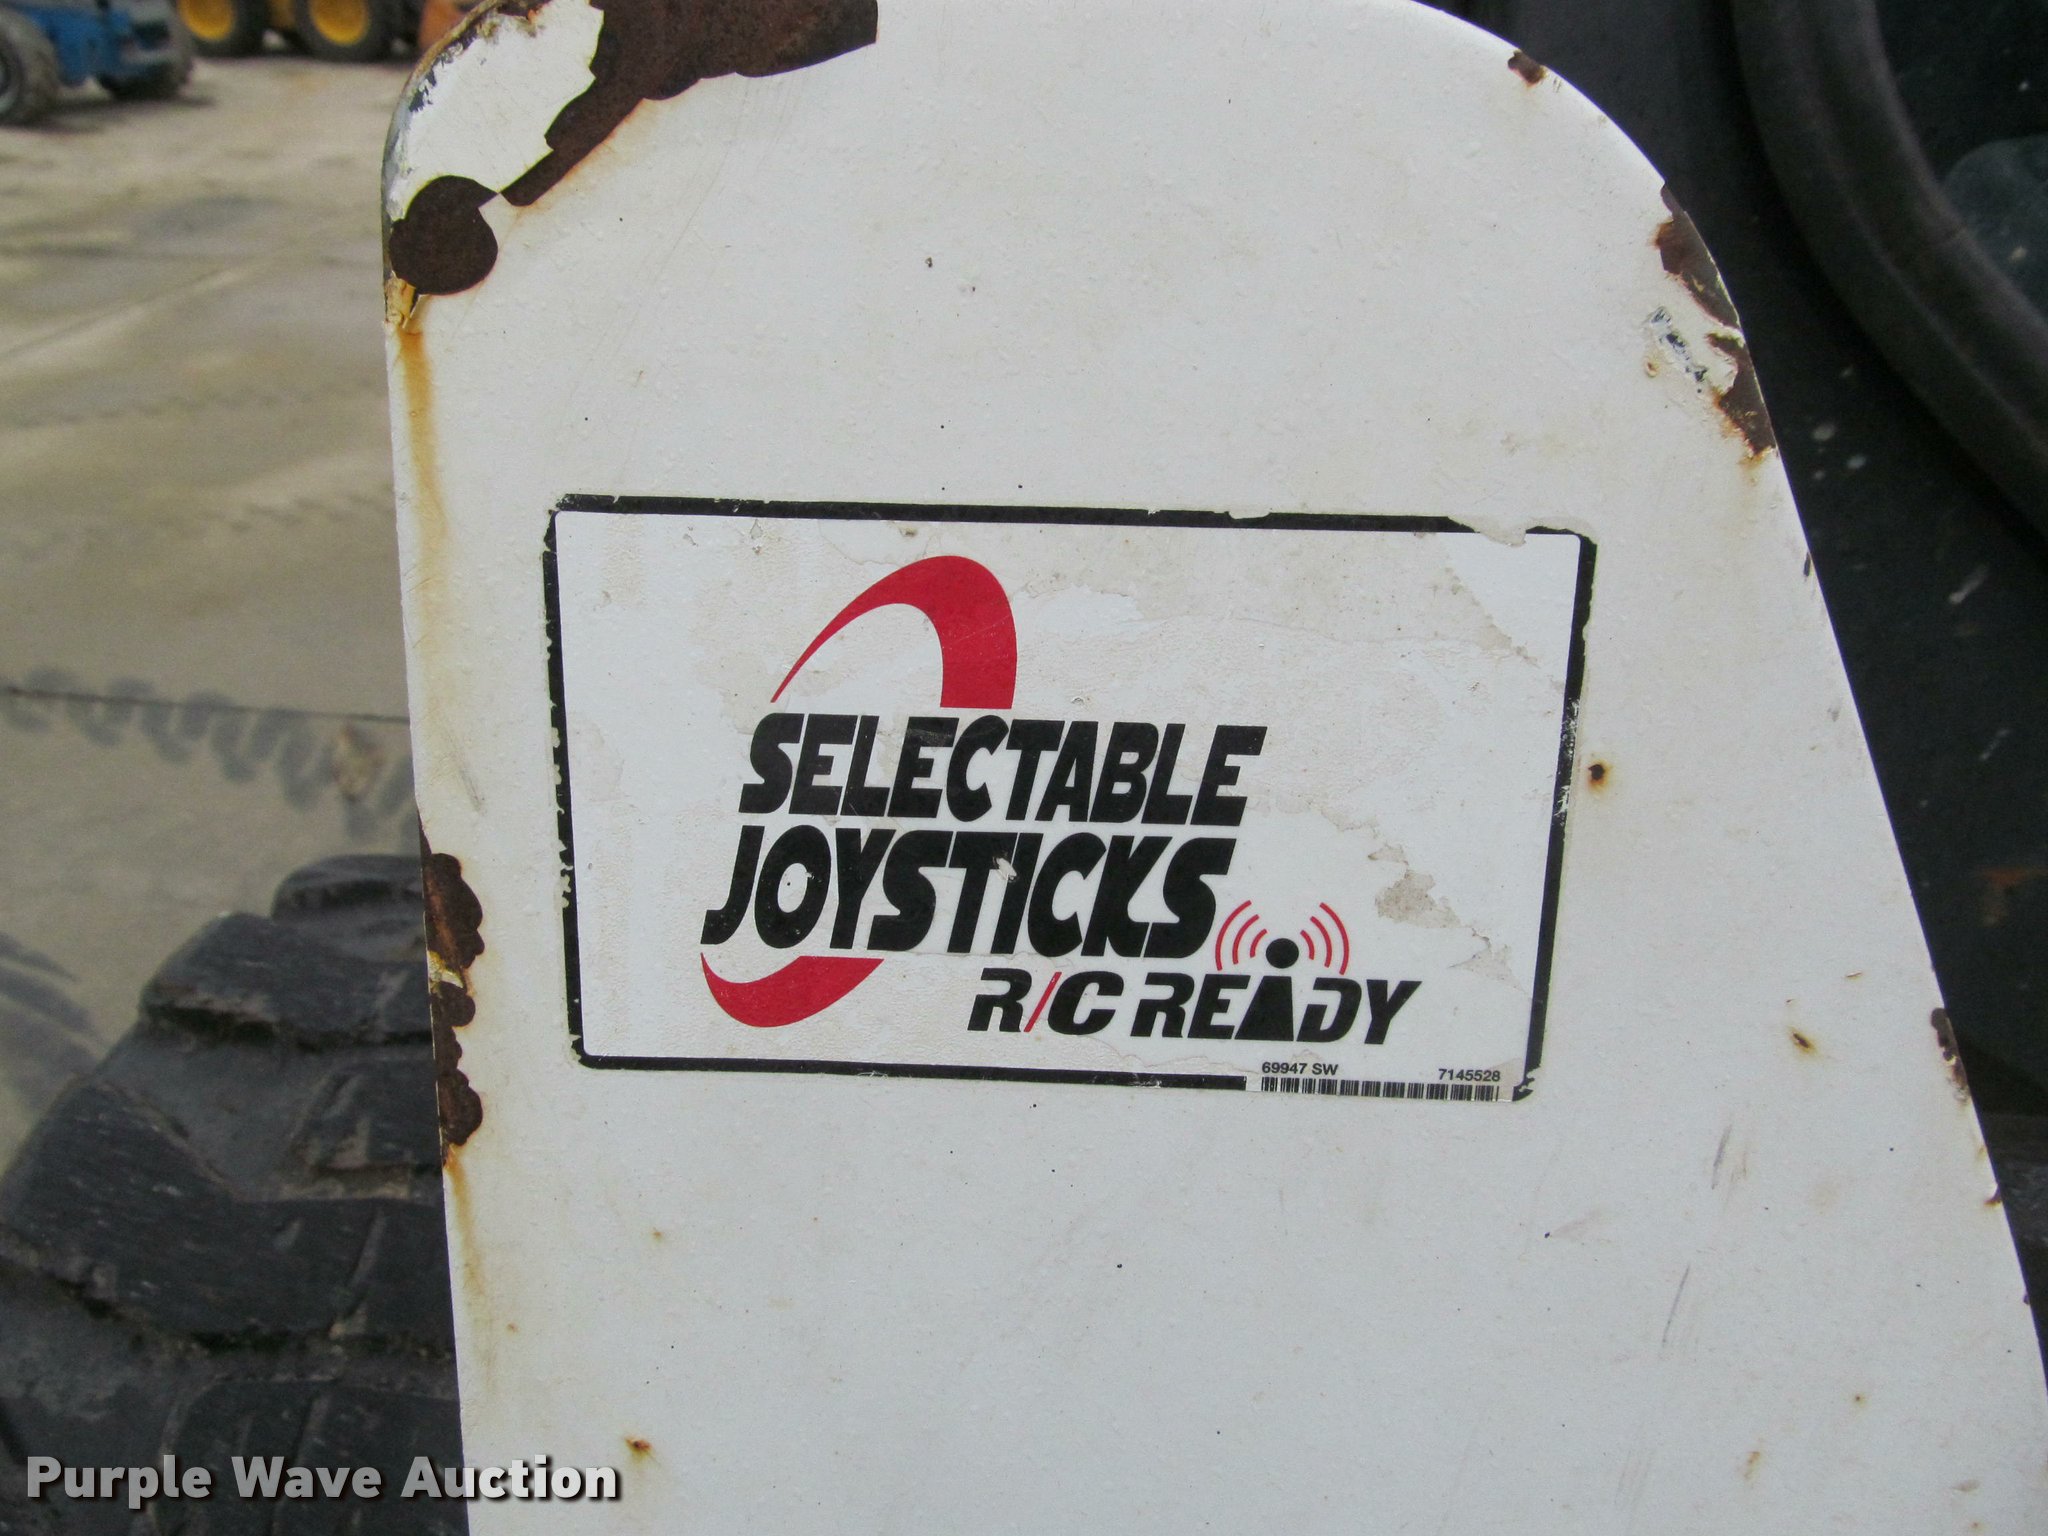 SELECTABLE
JOYSTICKS
R/C READY
69947 SW 7145528
Purple Wave Auction